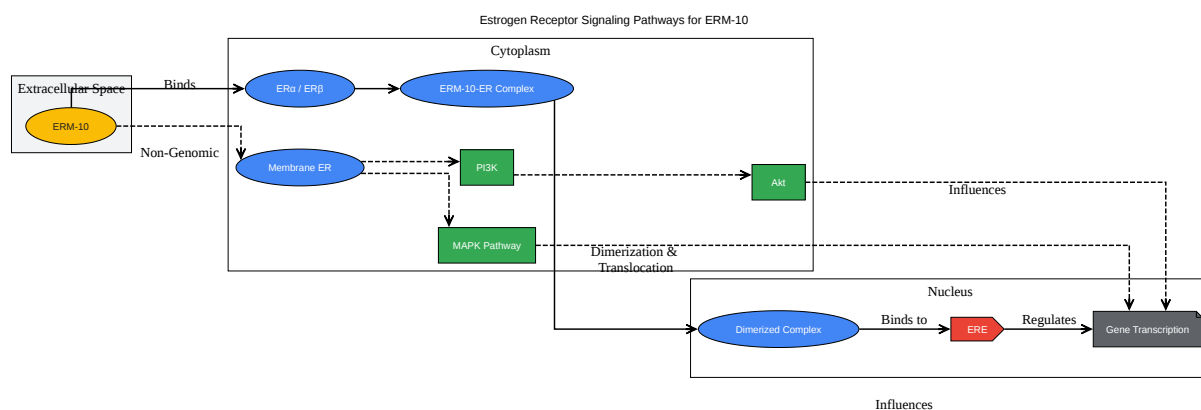 Estrogen Receptor Signaling Pathways for ERM-10
Cytoplasm
Extracellular Space
Binds
ERα / ERβ
ERM-10-ER Complex
ERM-10
Non-Genomic
Membrane ER
PI3K
Akt
Influences
MAPK Pathway
Dimerization &
Translocation
Nucleus
Dimerized Complex
Binds to
ERE
Regulates
Gene Transcription
Influences